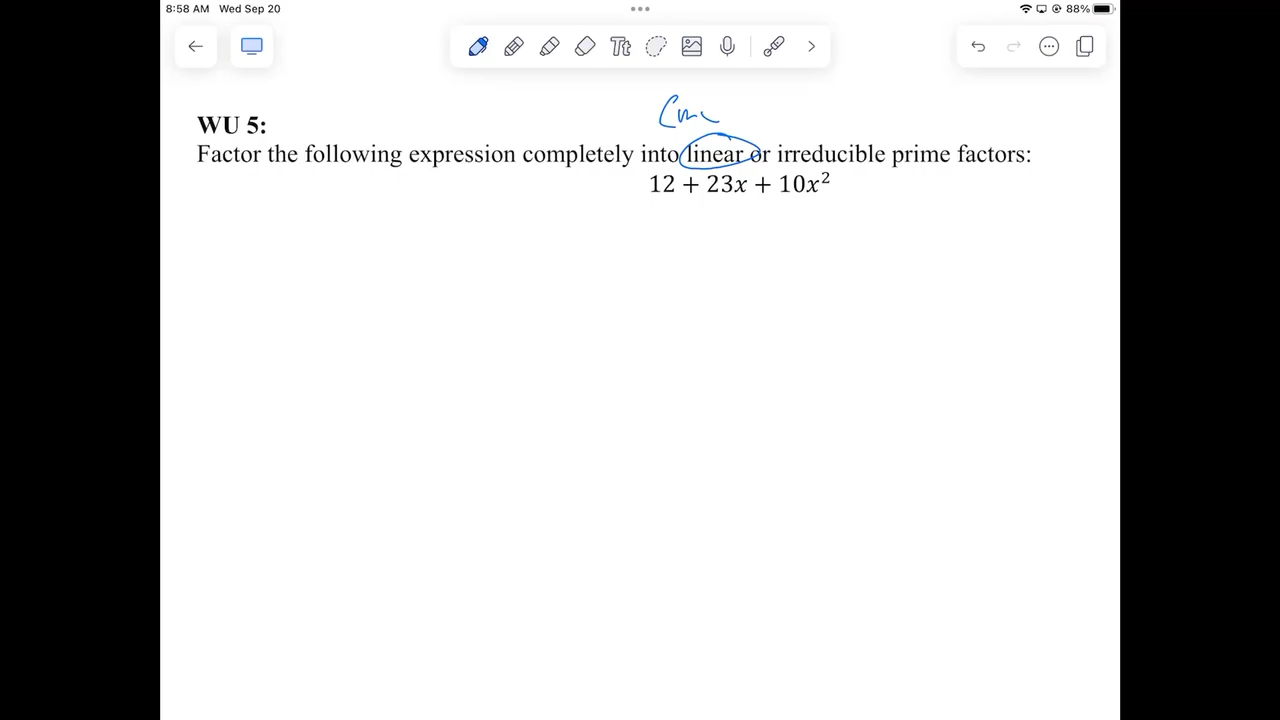 8:58 AM Wed Sep 20
88%
Tt
WU 5:
Factor the following expression completely into linear or irreducible prime factors:
12 + 23x + 10x²